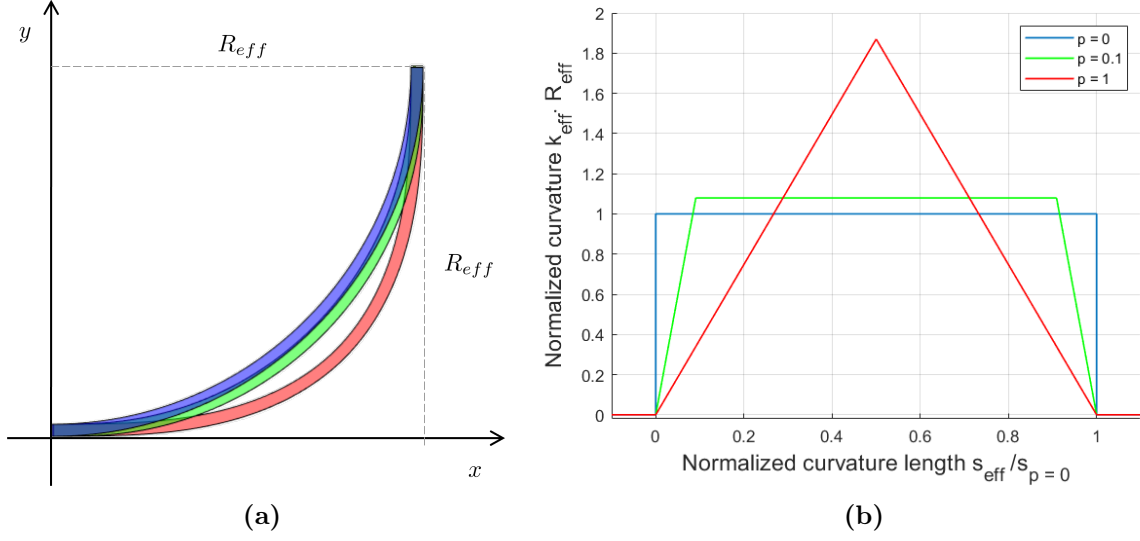 y
R_eff
R_eff
x
(a)
Normalized curvature k_eff. R_eff
2
1.8
1.6
1.4
1.2
1
0.8
0.6
0.4
0.2
0
p = 0
p = 0.1
p = 1
0
0.2
0.4
0.6
0.8
1
Normalized curvature length s_eff/s_p = 0
(b)